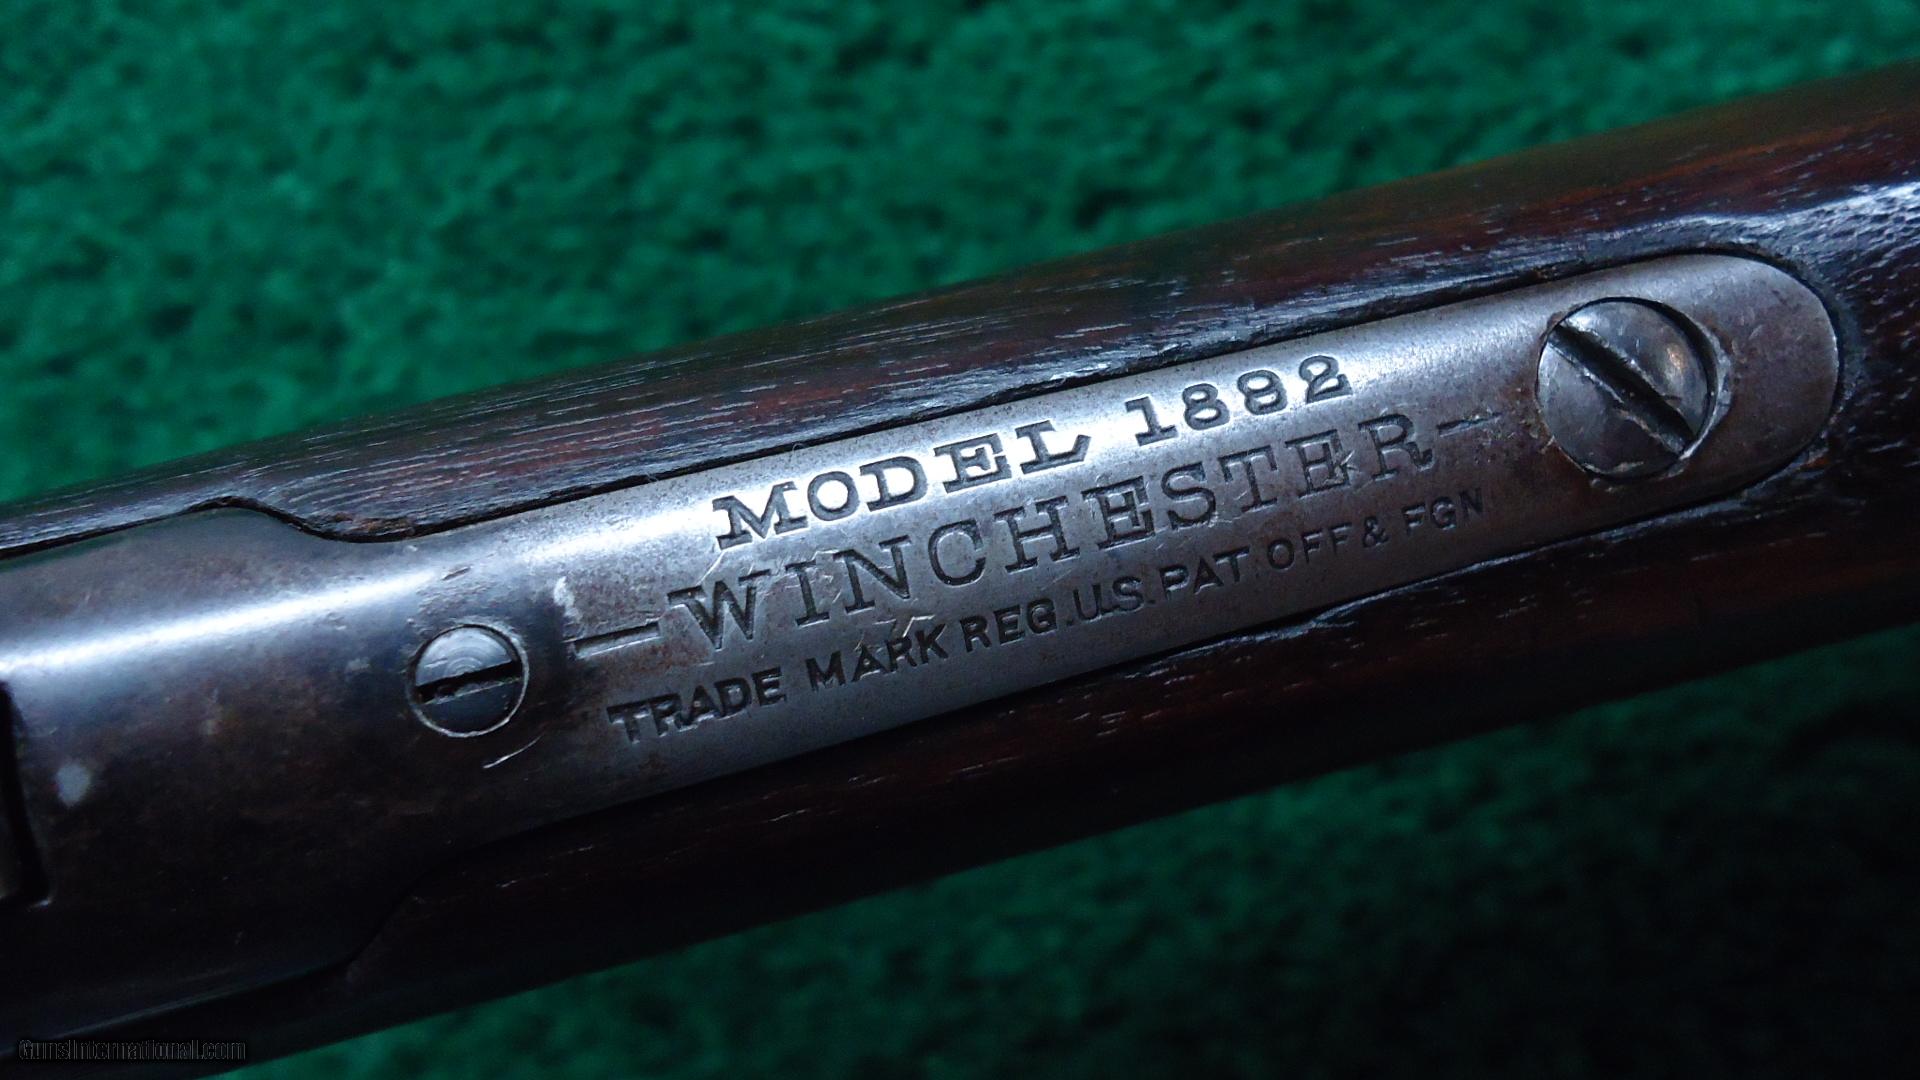 MODEL 1892
—WINCHESTER—
TRADE MARK REG. U.S. PAT. OFF & FGN
GunsInternational.com